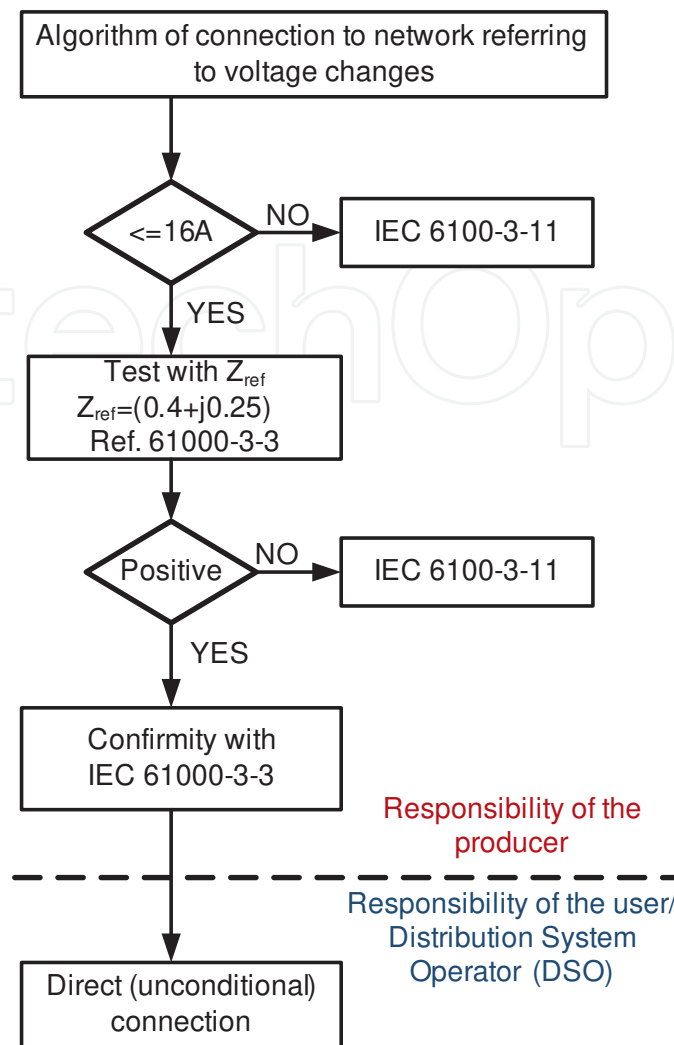 Algorithm of connection to network referring
to voltage changes
<=16A
NO
IEC 6100-3-11
YES
Test with Zref
Zref=(0.4+j0.25)
Ref. 61000-3-3
Positive
NO
IEC 6100-3-11
YES
Confirmity with
IEC 61000-3-3
Responsibility of the
producer
Responsibility of the user/
Distribution System
Operator (DSO)
Direct (unconditional)
connection